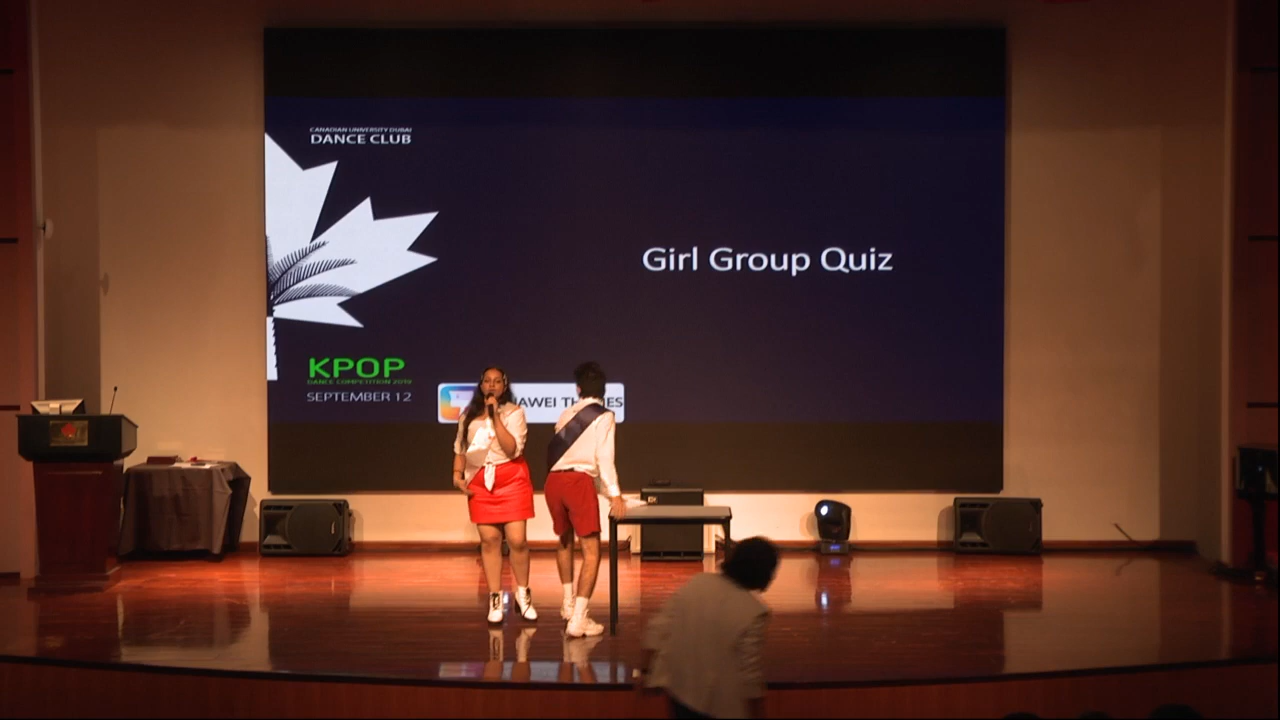 CANADIAN UNIVERSITY DUBAI
DANCE CLUB
Girl Group Quiz
KPOP
DANCE COMPETITION 2019
SEPTEMBER 12